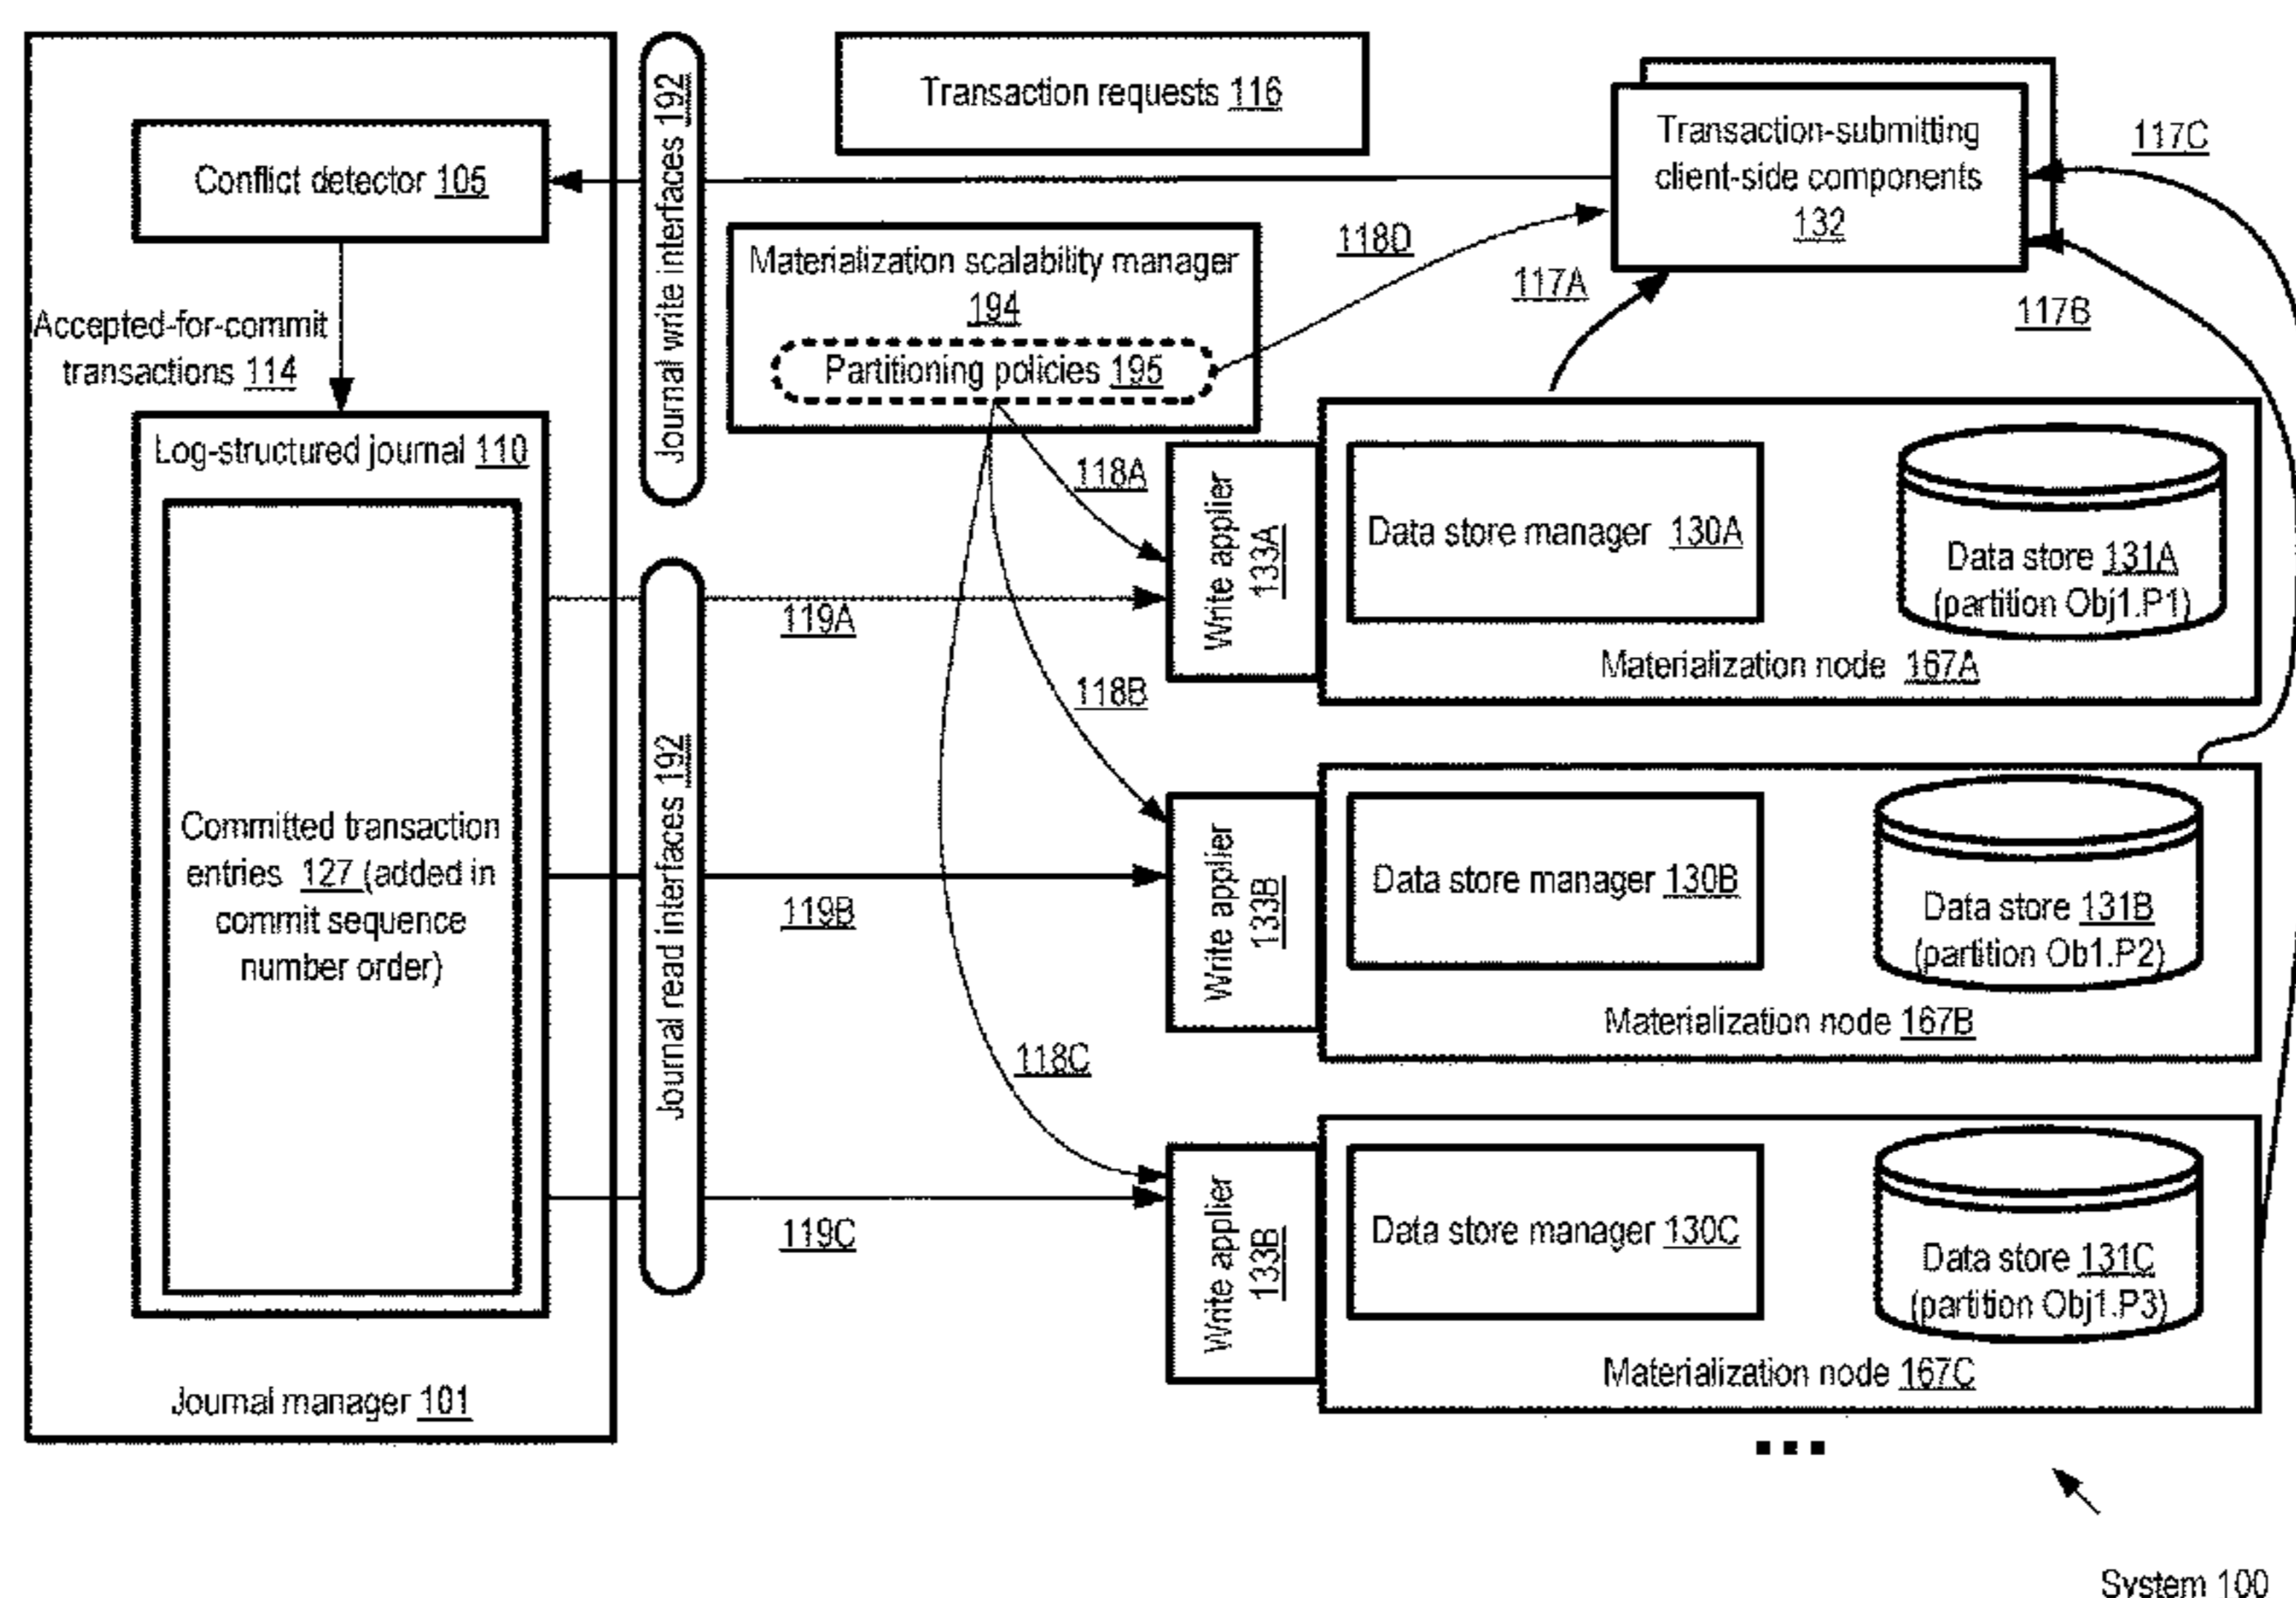 Transaction requests 116
Conflict detector 105
Accepted-for-commit
transactions 114
Log-structured journal 110
Committed transaction
entries 127 (added in
commit sequence
number order)
Journal manager 101
Journal write interfaces 192
Journal read interfaces 192
Materialization scalability manager
194
Partitioning policies 195
Transaction-submitting
client-side components
132
117C
118D
117A
117B
118A
118B
118C
119A
119B
119C
Write applier
133A
Data store manager 130A
Data store 131A
(partition Obj1.P1)
Materialization node 167A
Write applier
133B
Data store manager 130B
Data store 131B
(partition Ob1.P2)
Materialization node 167B
Write applier
133B
Data store manager 130C
Data store 131C
(partition Obj1.P3)
Materialization node 167C
...
System 100